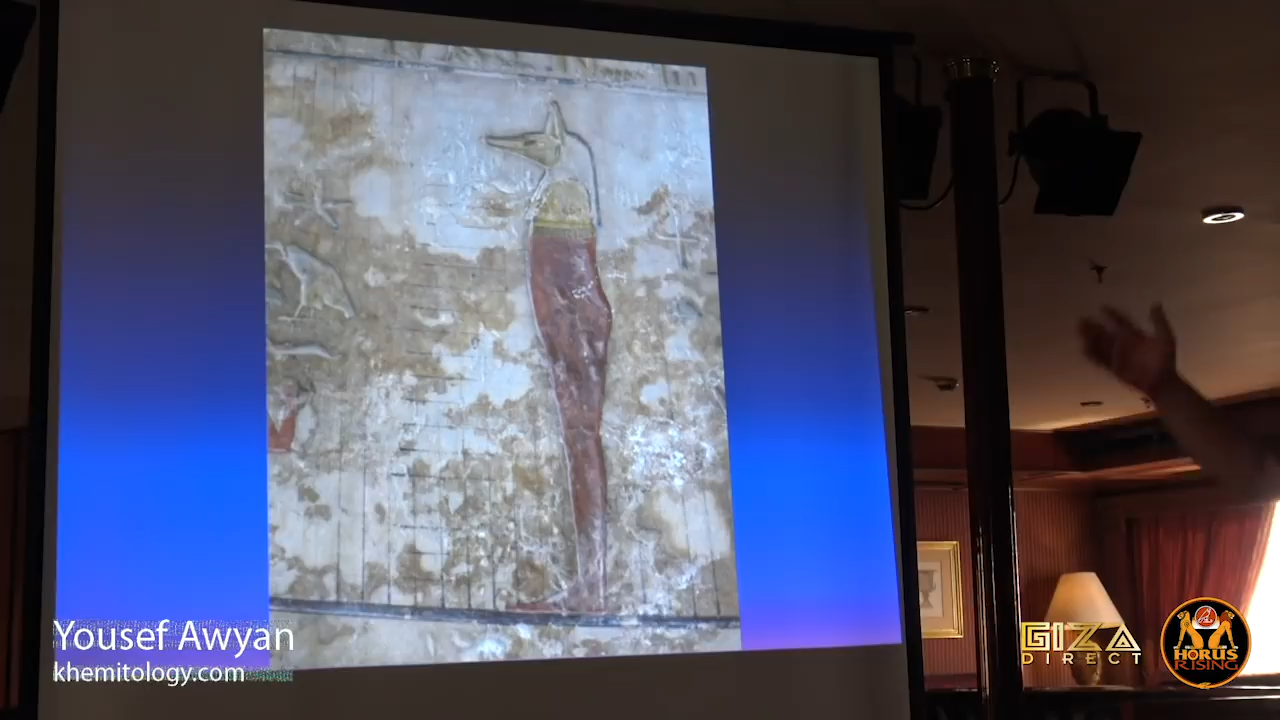 Yousef Awyan
khemitology.com
GIZA
DIRECT
HORUS
RISING